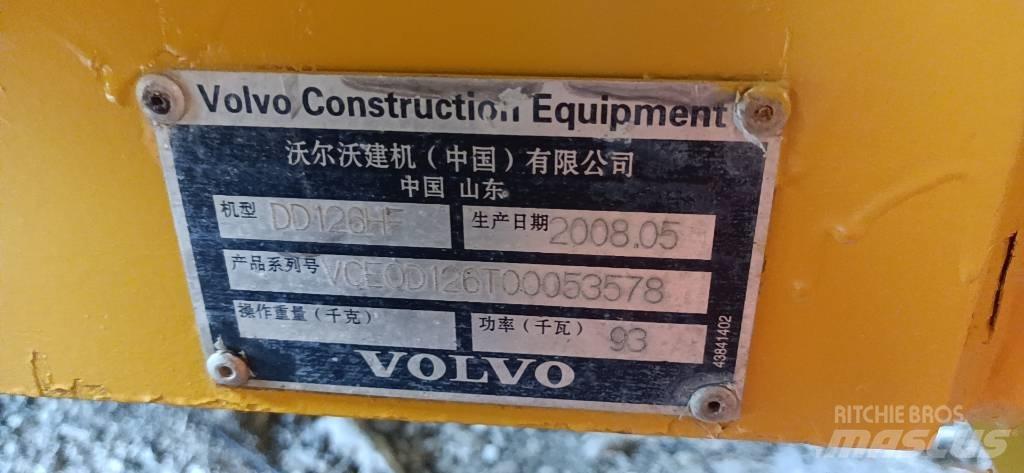 Volvo Construction Equipment
沃尔沃建机（中国）有限公司
中国 山东
机型 DD126HF 生产日期 2008.05
产品系列号 VCE0D126T00053578
操作重量（千克） 功率（千瓦） 93
43841402
VOLVO
RITCHIE BROS
mascus